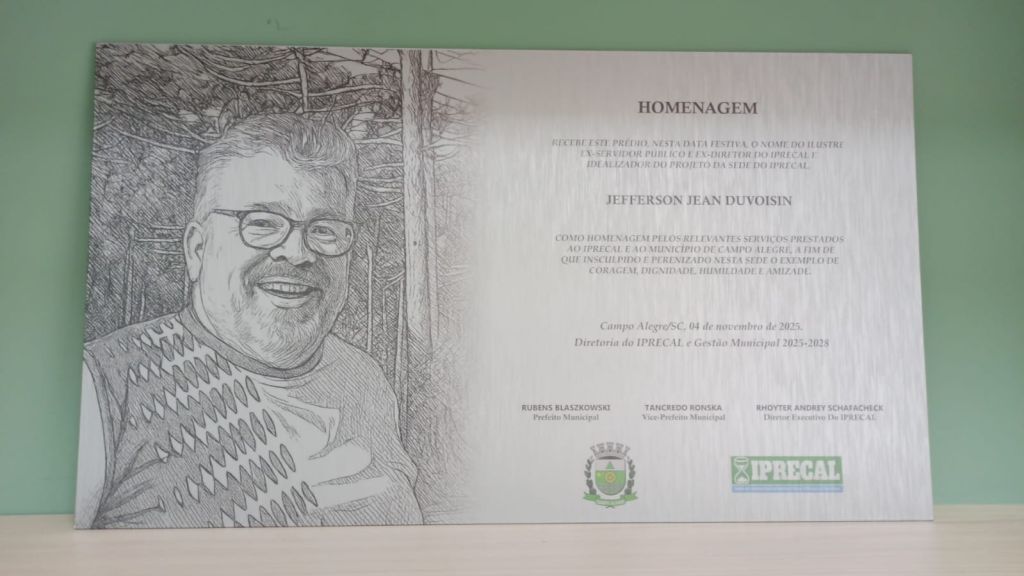 HOMENAGEM
RECEBE ESTE PRÉDIO, NESTA DATA FESTIVA, O NOME DO ILUSTRE
EX-SERVIDOR PÚBLICO E EX-DIRETOR DO IPRECAL E
IDEALIZADOR DO PROJETO DA SEDE DO IPRECAL.
JEFFERSON JEAN DUVOISIN
COMO HOMENAGEM PELOS RELEVANTES SERVIÇOS PRESTADOS
AO IPRECAL E AO MUNICÍPIO DE CAMPO ALEGRE, A FIM DE
QUE INSCULPIDO E PERENIZADO NESTA SEDE O EXEMPLO DE
CORAGEM, DIGNIDADE, HUMILDADE E AMIZADE.
Campo Alegre/SC, 04 de novembro de 2025.
Diretoria do IPRECAL e Gestão Municipal 2025-2028
RUBENS BLASZKOWSKI TANCREDO RONSKA RHOYTER ANDREY SCHAFACHECK
Prefeito Municipal Vice-Prefeito Municipal Diretor Executivo Do IPRECAL
IPRECAL